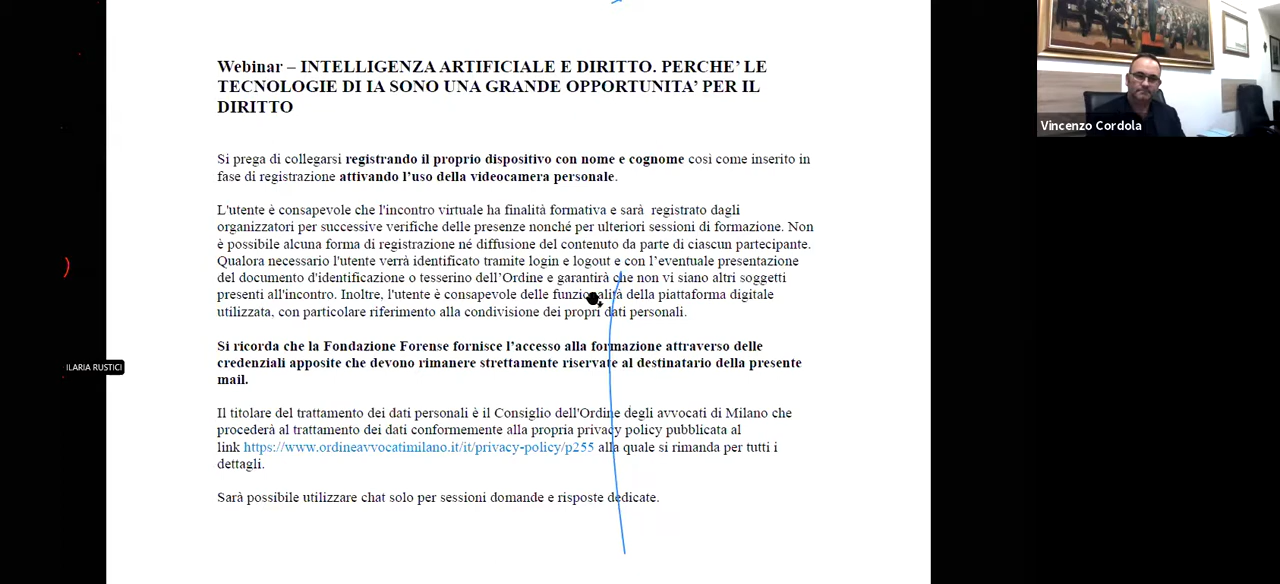 Webinar – INTELLIGENZA ARTIFICIALE E DIRITTO. PERCHE' LE
TECNOLOGIE DI IA SONO UNA GRANDE OPPORTUNITA' PER IL
DIRITTO
Si prega di collegarsi registrando il proprio dispositivo con nome e cognome così come inserito in
fase di registrazione attivando l'uso della videocamera personale.
L'utente è consapevole che l'incontro virtuale ha finalità formativa e sarà registrato dagli
organizzatori per successive verifiche delle presenze nonché per ulteriori sessioni di formazione. Non
è possibile alcuna forma di registrazione né diffusione del contenuto da parte di ciascun partecipante.
Qualora necessario l'utente verrà identificato tramite login e logout e con l'eventuale presentazione
del documento d'identificazione o tesserino dell'Ordine e garantirà che non vi siano altri soggetti
presenti all'incontro. Inoltre, l'utente è consapevole delle funzionalità della piattaforma digitale
utilizzata, con particolare riferimento alla condivisione dei propri dati personali.
Si ricorda che la Fondazione Forense fornisce l'accesso alla formazione attraverso delle
credenziali apposite che devono rimanere strettamente riservate al destinatario della presente
mail.
Il titolare del trattamento dei dati personali è il Consiglio dell'Ordine degli avvocati di Milano che
procederà al trattamento dei dati conformemente alla propria privacy policy pubblicata al
link https://www.ordineavvocatimilano.it/it/privacy-policy/p255 alla quale si rimanda per tutti i
dettagli.
Sarà possibile utilizzare chat solo per sessioni domande e risposte dedicate.
ILARIA RUSTICI
Vincenzo Cordola